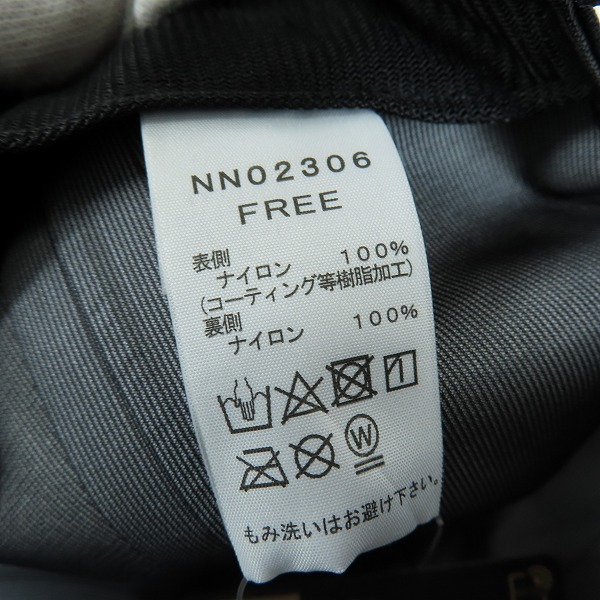 NN02306
FREE
表側
ナイロン 100%
(コーティング等樹脂加工)
裏側
ナイロン 100%
W
もみ洗いはお避け下さい。